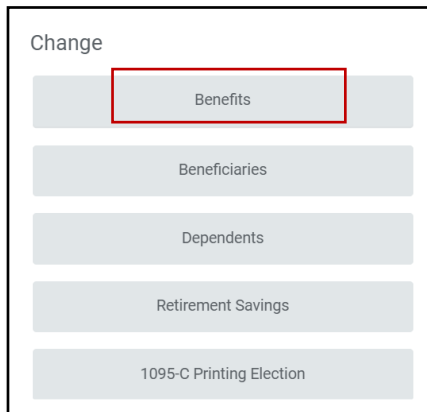 Change
Benefits
Beneficiaries
Dependents
Retirement Savings
1095-C Printing Election